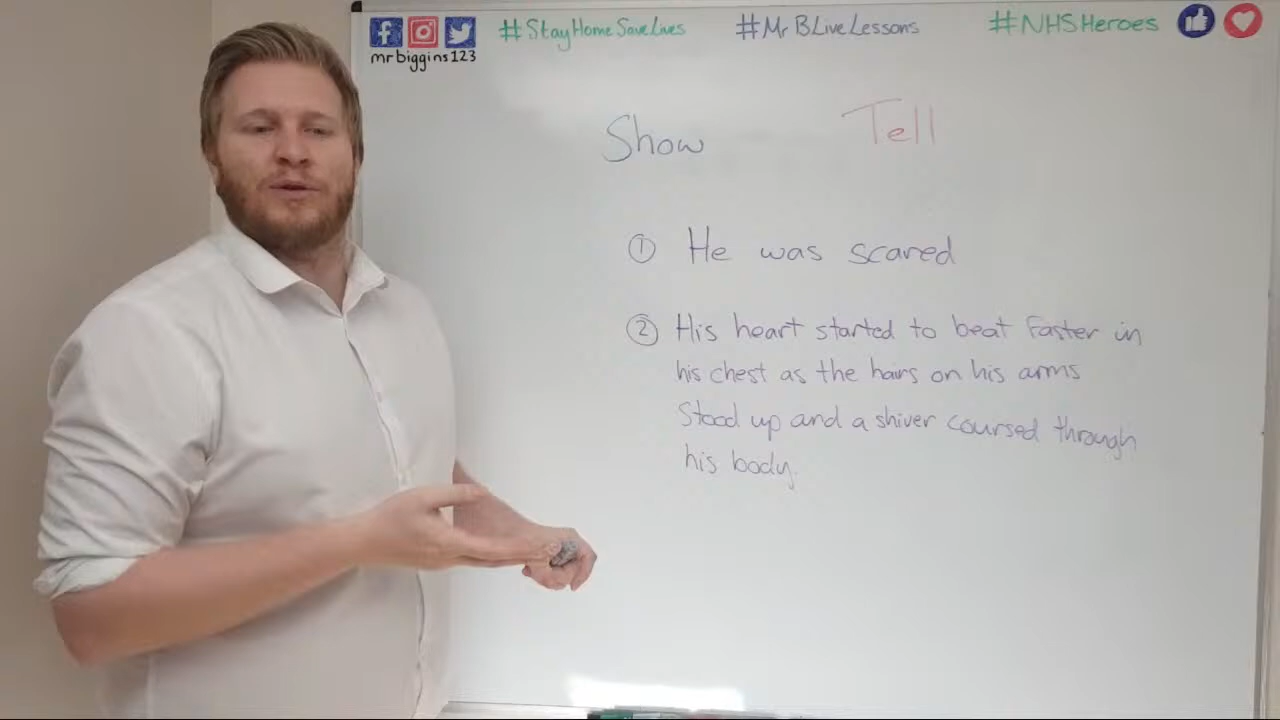 #StayHomeSaveLives #MrBLiveLessons #NHSHeroes
mrbiggins123
Show Tell
① He was scared
② His heart started to beat faster in
his chest as the hairs on his arms
stood up and a shiver coursed through
his body.